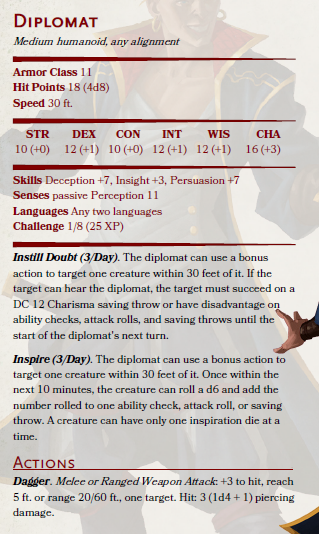 Diplomat
Medium humanoid, any alignment
Armor Class 11
Hit Points 18 (4d8)
Speed 30 ft.
STR DEX CON INT WIS CHA
10 (+0) 12 (+1) 10 (+0) 12 (+1) 12 (+1) 16 (+3)
Skills Deception +7, Insight +3, Persuasion +7
Senses passive Perception 11
Languages Any two languages
Challenge 1/8 (25 XP)
Instill Doubt (3/Day). The diplomat can use a bonus
action to target one creature within 30 feet of it. If the
target can hear the diplomat, the target must succeed on a
DC 12 Charisma saving throw or have disadvantage on
ability checks, attack rolls, and saving throws until the
start of the diplomat's next turn.
Inspire (3/Day). The diplomat can use a bonus action to
target one creature within 30 feet of it. Once within the
next 10 minutes, the creature can roll a d6 and add the
number rolled to one ability check, attack roll, or saving
throw. A creature can have only one inspiration die at a
time.
Actions
Dagger. Melee or Ranged Weapon Attack: +3 to hit, reach
5 ft. or range 20/60 ft., one target. Hit: 3 (1d4 + 1) piercing
damage.